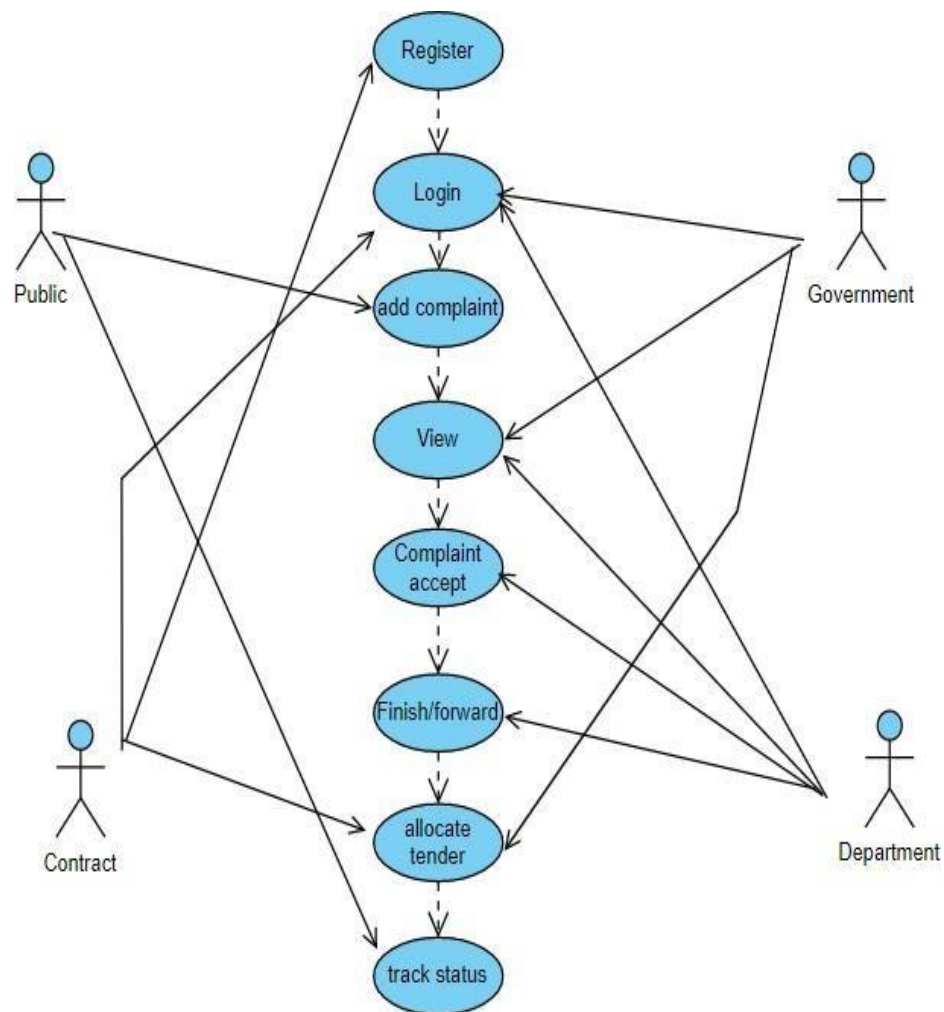 Register
Login
Public
Government
add complaint
View
Complaint
accept
Finish/forward
Contract
Department
allocate
tender
track status